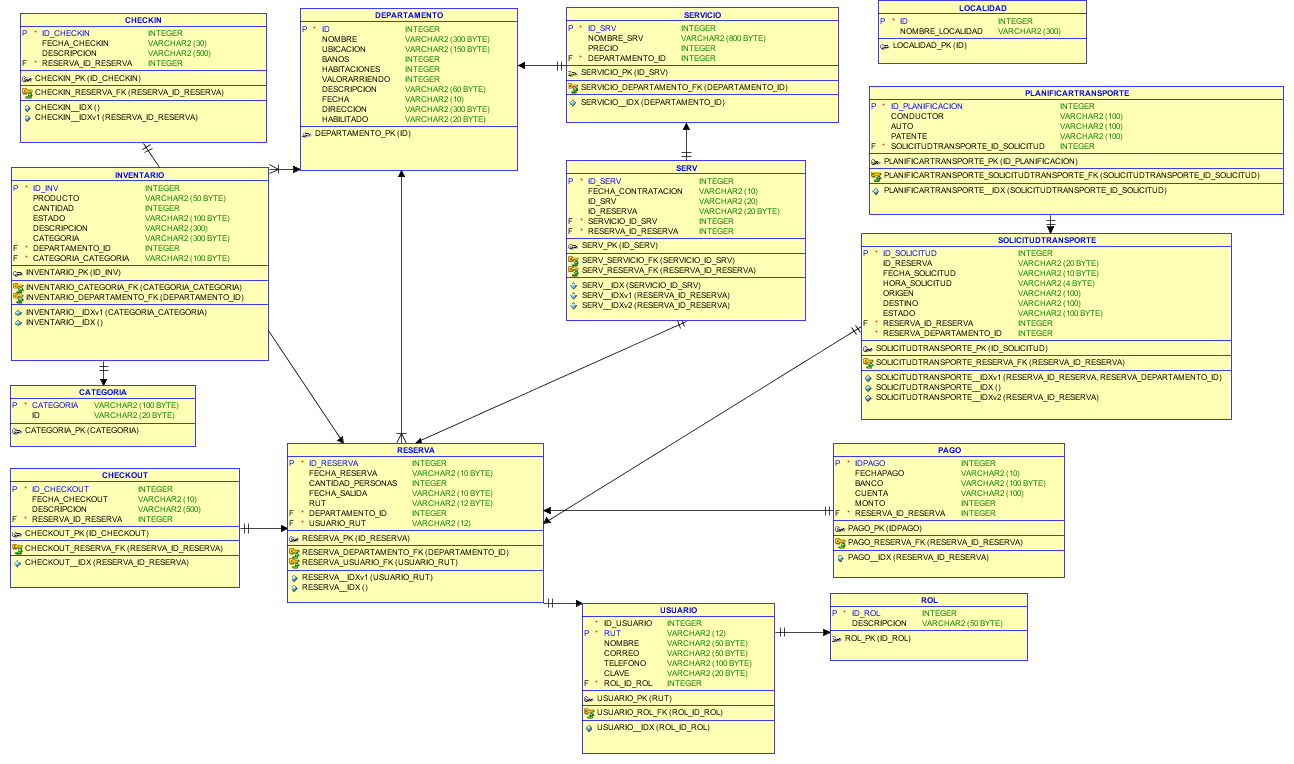 CHECKIN
P * ID_CHECKIN INTEGER
FECHA_CHECKIN VARCHAR2 (30)
DESCRIPCION VARCHAR2 (500)
F * RESERVA_ID_RESERVA INTEGER
CHECKIN_PK (ID_CHECKIN)
CHECKIN_RESERVA_FK (RESERVA_ID_RESERVA)
CHECKIN__IDX ()
CHECKIN__IDXv1 (RESERVA_ID_RESERVA)
DEPARTAMENTO
P * ID INTEGER
NOMBRE VARCHAR2 (300 BYTE)
UBICACION VARCHAR2 (150 BYTE)
BANOS INTEGER
HABITACIONES INTEGER
VALORARRIENDO INTEGER
DESCRIPCION VARCHAR2 (60 BYTE)
FECHA VARCHAR2 (10)
DIRECCION VARCHAR2 (300 BYTE)
HABILITADO VARCHAR2 (20 BYTE)
DEPARTAMENTO_PK (ID)
SERVICIO
P * ID_SRV INTEGER
NOMBRE_SRV VARCHAR2 (800 BYTE)
PRECIO INTEGER
F * DEPARTAMENTO_ID INTEGER
SERVICIO_PK (ID_SRV)
SERVICIO_DEPARTAMENTO_FK (DEPARTAMENTO_ID)
SERVICIO__IDX (DEPARTAMENTO_ID)
LOCALIDAD
P * ID INTEGER
NOMBRE_LOCALIDAD VARCHAR2 (300)
LOCALIDAD_PK (ID)
PLANIFICARTRANSPORTE
P * ID_PLANIFICACION INTEGER
CONDUCTOR VARCHAR2 (100)
AUTO VARCHAR2 (100)
PATENTE VARCHAR2 (100)
F * SOLICITUDTRANSPORTE_ID_SOLICITUD INTEGER
PLANIFICARTRANSPORTE_PK (ID_PLANIFICACION)
PLANIFICARTRANSPORTE_SOLICITUDTRANSPORTE_FK (SOLICITUDTRANSPORTE_ID_SOLICITUD)
PLANIFICARTRANSPORTE__IDX (SOLICITUDTRANSPORTE_ID_SOLICITUD)
INVENTARIO
P * ID_INV INTEGER
PRODUCTO VARCHAR2 (50 BYTE)
CANTIDAD INTEGER
ESTADO VARCHAR2 (100 BYTE)
DESCRIPCION VARCHAR2 (300)
CATEGORIA VARCHAR2 (300 BYTE)
F * DEPARTAMENTO_ID INTEGER
F * CATEGORIA_CATEGORIA VARCHAR2 (100 BYTE)
INVENTARIO_PK (ID_INV)
INVENTARIO_CATEGORIA_FK (CATEGORIA_CATEGORIA)
INVENTARIO_DEPARTAMENTO_FK (DEPARTAMENTO_ID)
INVENTARIO__IDXv1 (CATEGORIA_CATEGORIA)
INVENTARIO__IDX ()
SERV
P * ID_SERV INTEGER
FECHA_CONTRATACION VARCHAR2 (10)
ID_SRV VARCHAR2 (20)
ID_RESERVA VARCHAR2 (20 BYTE)
F * SERVICIO_ID_SRV INTEGER
F * RESERVA_ID_RESERVA INTEGER
SERV_PK (ID_SERV)
SERV_SERVICIO_FK (SERVICIO_ID_SRV)
SERV_RESERVA_FK (RESERVA_ID_RESERVA)
SERV__IDX (SERVICIO_ID_SRV)
SERV__IDXv1 (RESERVA_ID_RESERVA)
SERV__IDXv2 (RESERVA_ID_RESERVA)
SOLICITUDTRANSPORTE
P * ID_SOLICITUD INTEGER
ID_RESERVA VARCHAR2 (20 BYTE)
FECHA_SOLICITUD VARCHAR2 (10 BYTE)
HORA_SOLICITUD VARCHAR2 (4 BYTE)
ORIGEN VARCHAR2 (100)
DESTINO VARCHAR2 (100)
ESTADO VARCHAR2 (100 BYTE)
F * RESERVA_ID_RESERVA INTEGER
* RESERVA_DEPARTAMENTO_ID INTEGER
SOLICITUDTRANSPORTE_PK (ID_SOLICITUD)
SOLICITUDTRANSPORTE_RESERVA_FK (RESERVA_ID_RESERVA)
SOLICITUDTRANSPORTE__IDXv1 (RESERVA_ID_RESERVA, RESERVA_DEPARTAMENTO_ID)
SOLICITUDTRANSPORTE__IDX ()
SOLICITUDTRANSPORTE__IDXv2 (RESERVA_ID_RESERVA)
CATEGORIA
P * CATEGORIA VARCHAR2 (100 BYTE)
ID VARCHAR2 (20 BYTE)
CATEGORIA_PK (CATEGORIA)
CHECKOUT
P * ID_CHECKOUT INTEGER
FECHA_CHECKOUT VARCHAR2 (10)
DESCRIPCION VARCHAR2 (500)
F * RESERVA_ID_RESERVA INTEGER
CHECKOUT_PK (ID_CHECKOUT)
CHECKOUT_RESERVA_FK (RESERVA_ID_RESERVA)
CHECKOUT__IDX (RESERVA_ID_RESERVA)
RESERVA
P * ID_RESERVA INTEGER
FECHA_RESERVA VARCHAR2 (10 BYTE)
CANTIDAD_PERSONAS INTEGER
FECHA_SALIDA VARCHAR2 (10 BYTE)
RUT VARCHAR2 (12 BYTE)
F * DEPARTAMENTO_ID INTEGER
F * USUARIO_RUT VARCHAR2 (12)
RESERVA_PK (ID_RESERVA)
RESERVA_DEPARTAMENTO_FK (DEPARTAMENTO_ID)
RESERVA_USUARIO_FK (USUARIO_RUT)
RESERVA__IDXv1 (USUARIO_RUT)
RESERVA__IDX ()
PAGO
P * IDPAGO INTEGER
FECHAPAGO VARCHAR2 (10)
BANCO VARCHAR2 (100 BYTE)
CUENTA VARCHAR2 (100)
MONTO INTEGER
F * RESERVA_ID_RESERVA INTEGER
PAGO_PK (IDPAGO)
PAGO_RESERVA_FK (RESERVA_ID_RESERVA)
PAGO__IDX (RESERVA_ID_RESERVA)
USUARIO
* ID_USUARIO INTEGER
P * RUT VARCHAR2 (12)
NOMBRE VARCHAR2 (50 BYTE)
CORREO VARCHAR2 (50 BYTE)
TELEFONO VARCHAR2 (100 BYTE)
CLAVE VARCHAR2 (20 BYTE)
F * ROL_ID_ROL INTEGER
USUARIO_PK (RUT)
USUARIO_ROL_FK (ROL_ID_ROL)
USUARIO__IDX (ROL_ID_ROL)
ROL
P * ID_ROL INTEGER
DESCRIPCION VARCHAR2 (50 BYTE)
ROL_PK (ID_ROL)